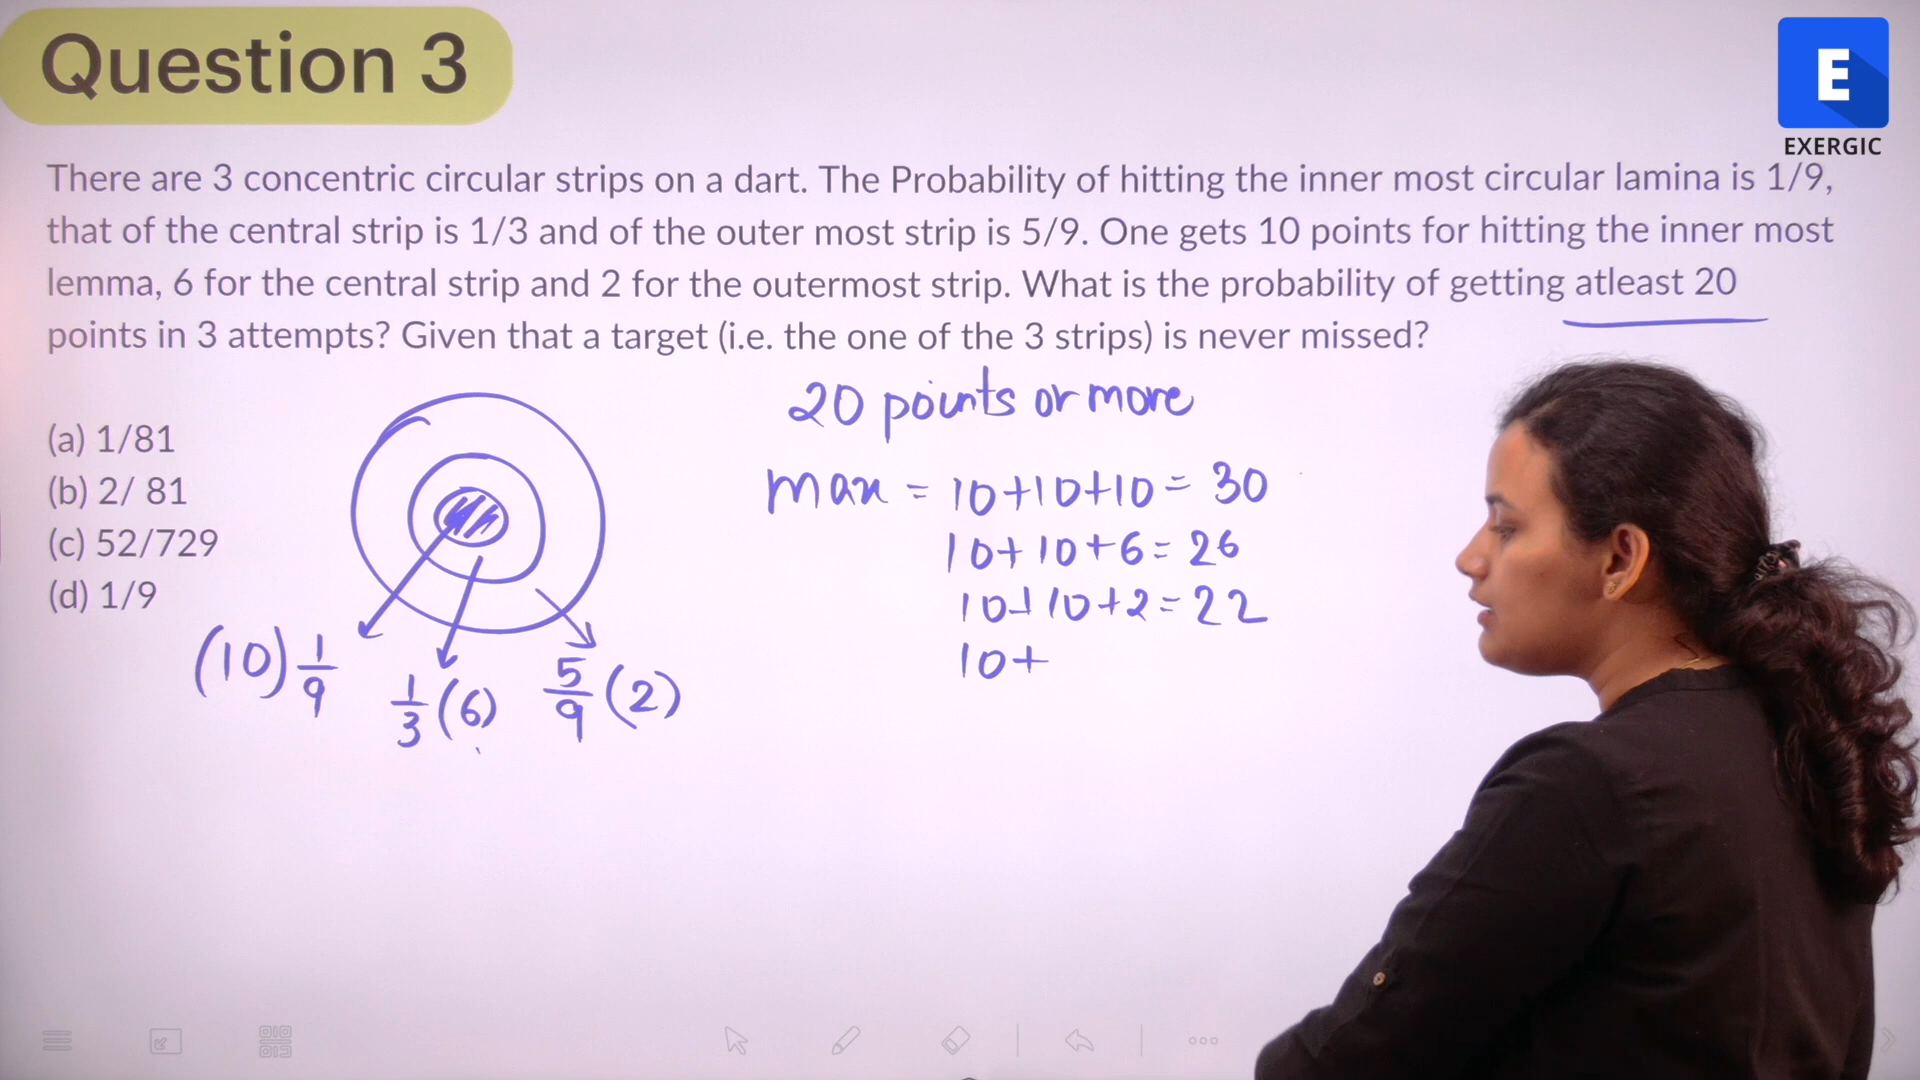 Question 3
E
EXERGIC
There are 3 concentric circular strips on a dart. The Probability of hitting the inner most circular lamina is 1/9,
that of the central strip is 1/3 and of the outer most strip is 5/9. One gets 10 points for hitting the inner most
lemma, 6 for the central strip and 2 for the outermost strip. What is the probability of getting atleast 20
points in 3 attempts? Given that a target (i.e. the one of the 3 strips) is never missed?
(a) 1/81
(b) 2/ 81
(c) 52/729
(d) 1/9
(10) 1/9
1/3 (6)
5/9 (2)
20 points or more
max = 10+10+10 = 30
10+10+6 = 26
10+10+2 = 22
10+